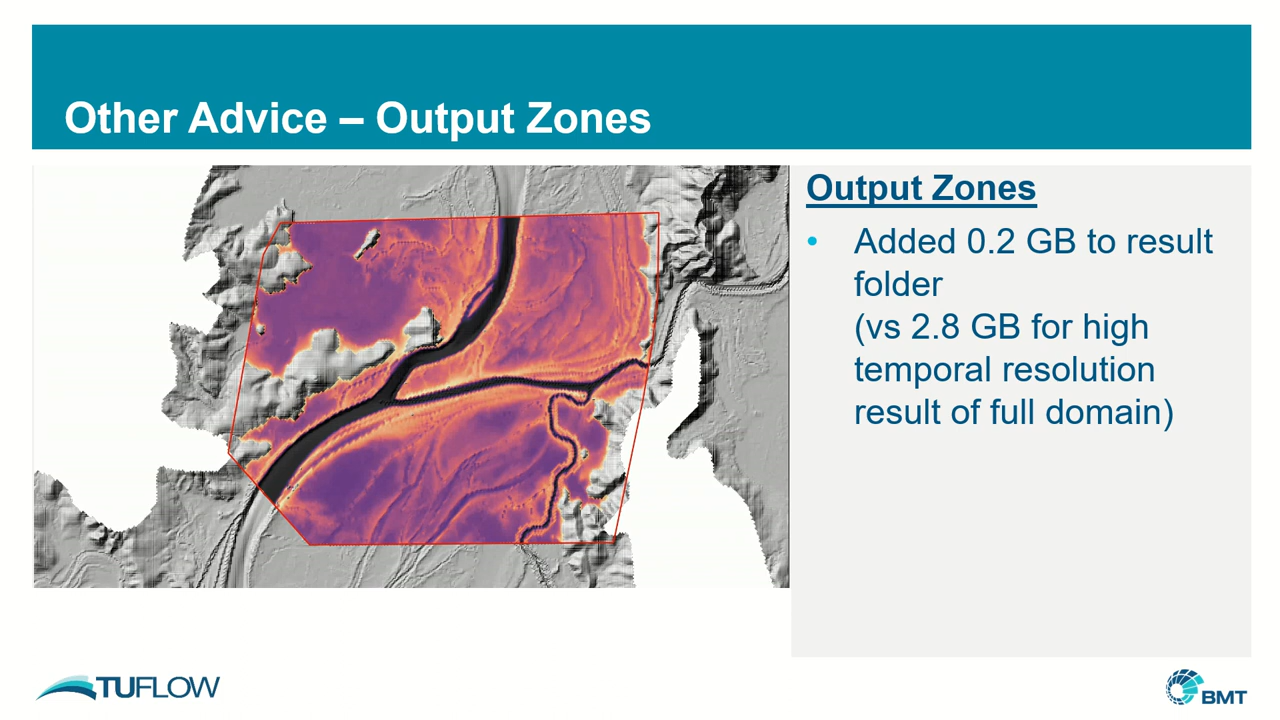 Other Advice – Output Zones
Output Zones
• Added 0.2 GB to result
folder
(vs 2.8 GB for high
temporal resolution
result of full domain)
TUFLOW
BMT